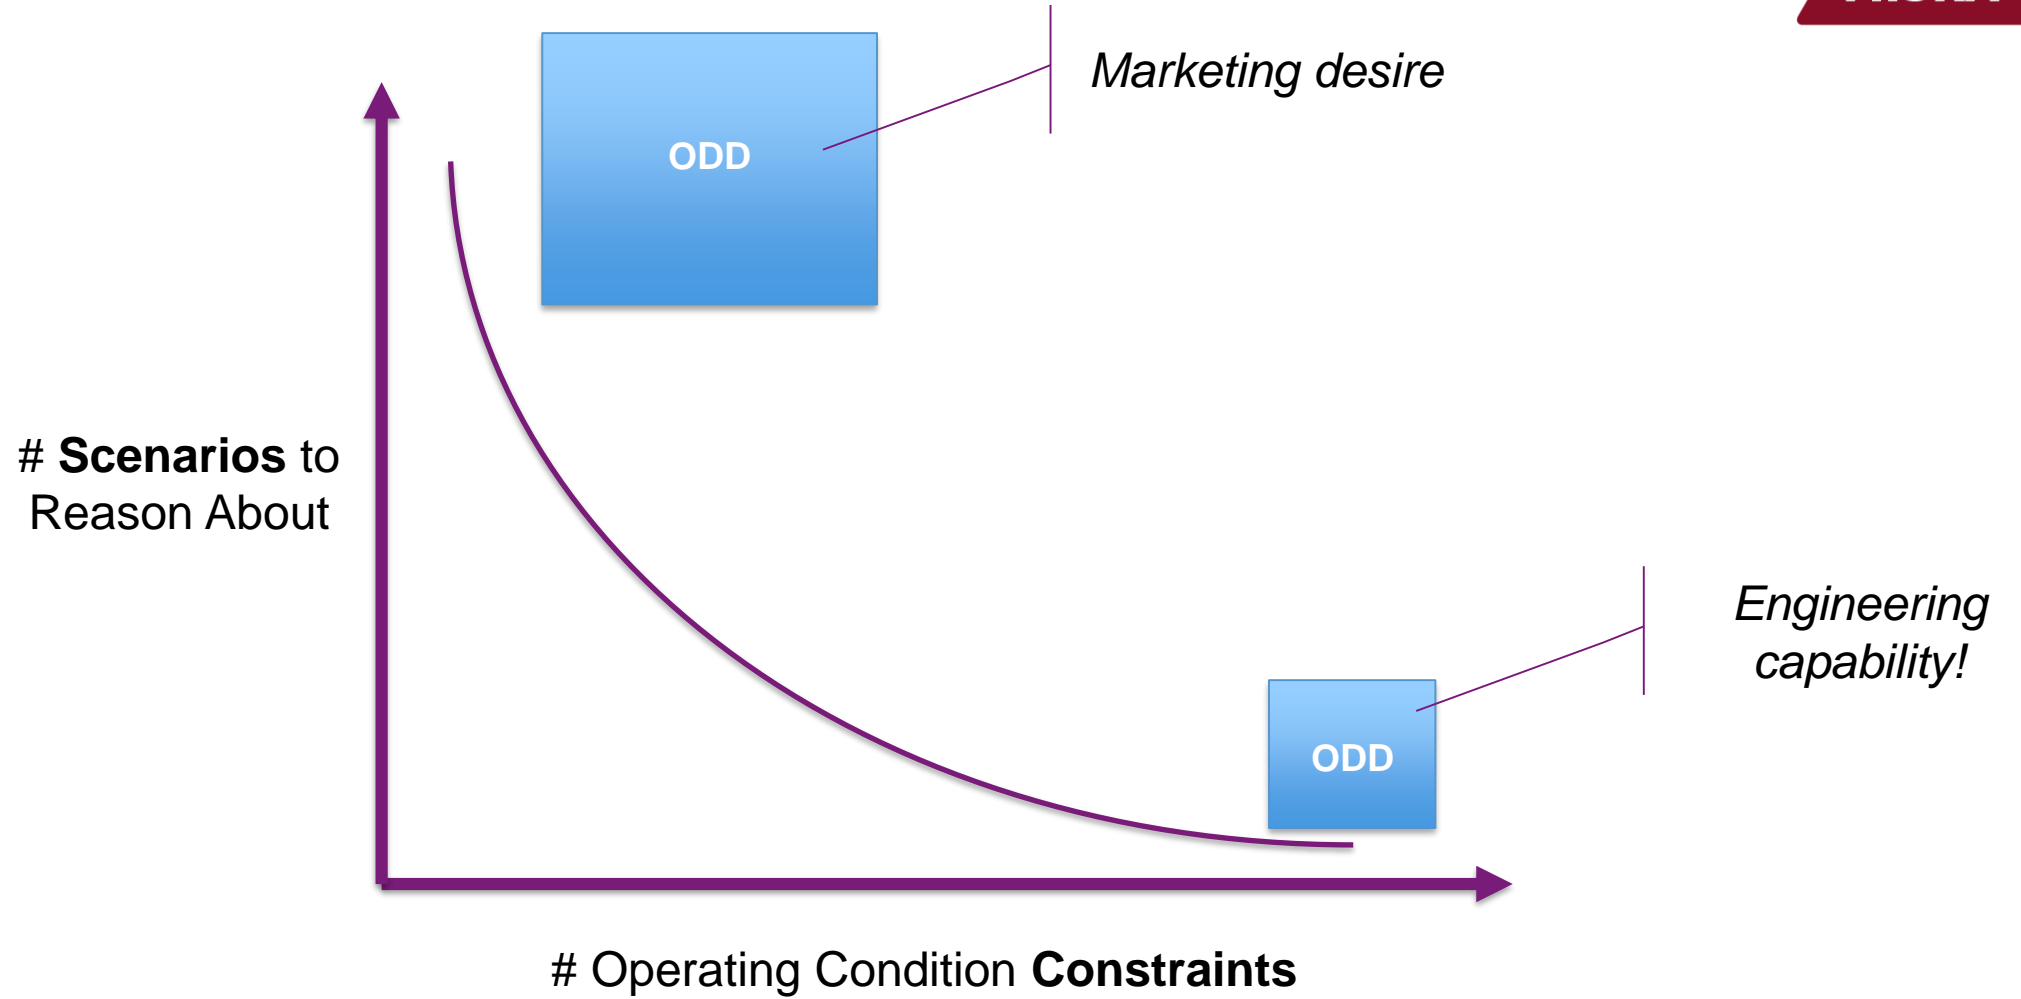 Marketing desire
ODD
# Scenarios to
Reason About
Engineering
capability!
ODD
# Operating Condition Constraints